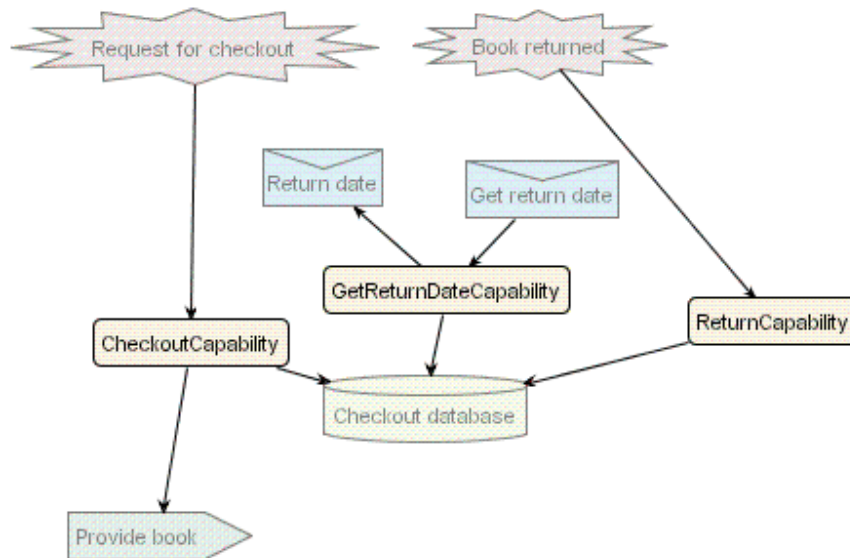 Request for checkout
Book returned
Return date
Get return date
GetReturnDateCapability
CheckoutCapability
ReturnCapability
Checkout database
Provide book